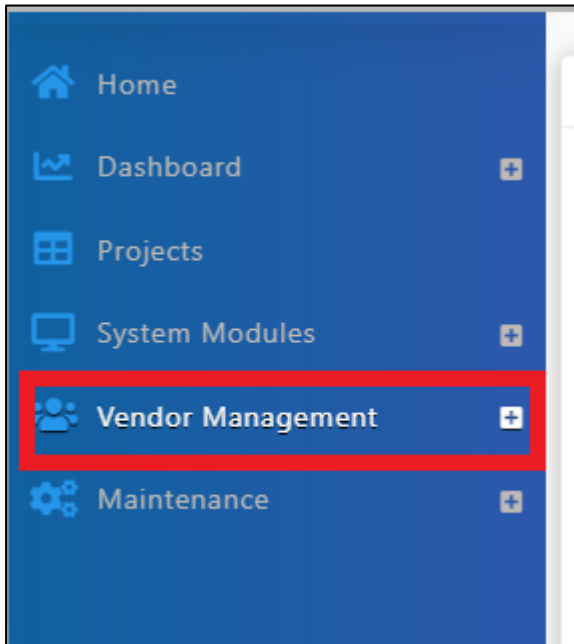 Home
Dashboard
Projects
System Modules
Vendor Management
Maintenance